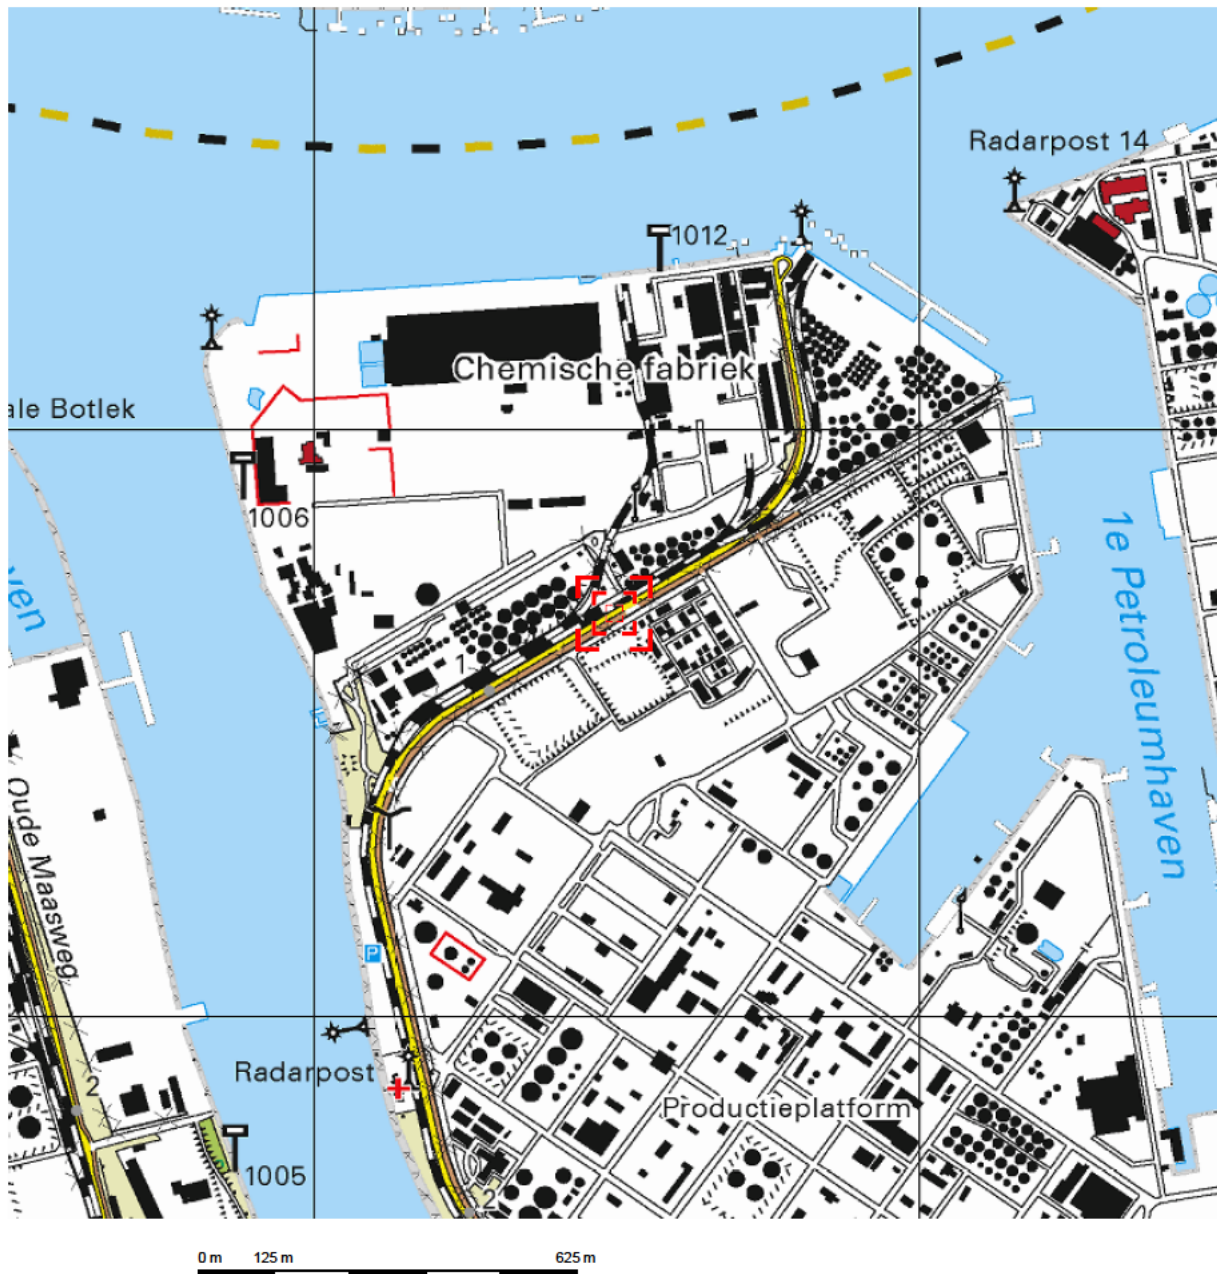 Radarpost 14
1012
Chemische fabriek
ale Botlek
1006
1e Petroleumhaven
ven
1
Oude Maasweg
P
Radarpost
2
Productieplatform
1005
2
0 m 125 m 625 m